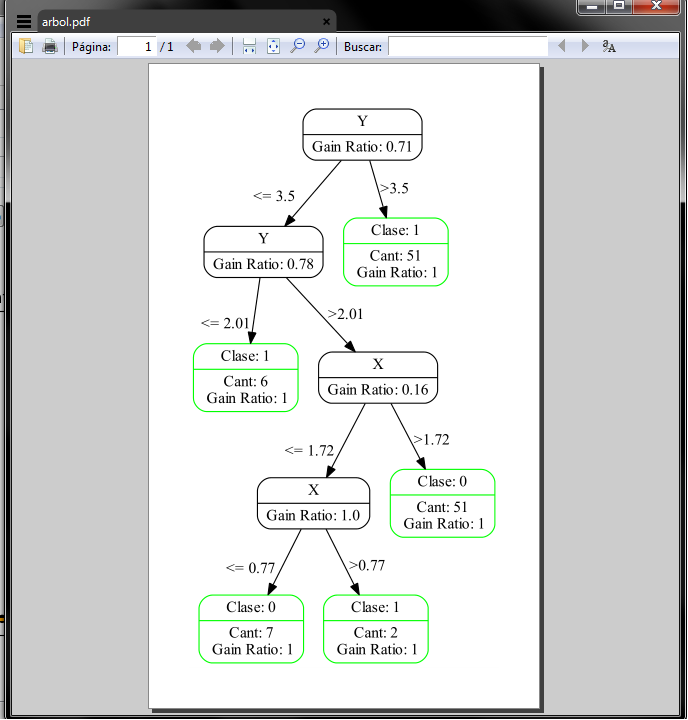 arbol.pdf
Página: 1 / 1 Buscar:
Y
Gain Ratio: 0.71
<= 3.5
>3.5
Y
Gain Ratio: 0.78
Clase: 1
Cant: 51
Gain Ratio: 1
<= 2.01
>2.01
Clase: 1
Cant: 6
Gain Ratio: 1
X
Gain Ratio: 0.16
<= 1.72
>1.72
X
Gain Ratio: 1.0
Clase: 0
Cant: 51
Gain Ratio: 1
<= 0.77
>0.77
Clase: 0
Cant: 7
Gain Ratio: 1
Clase: 1
Cant: 2
Gain Ratio: 1